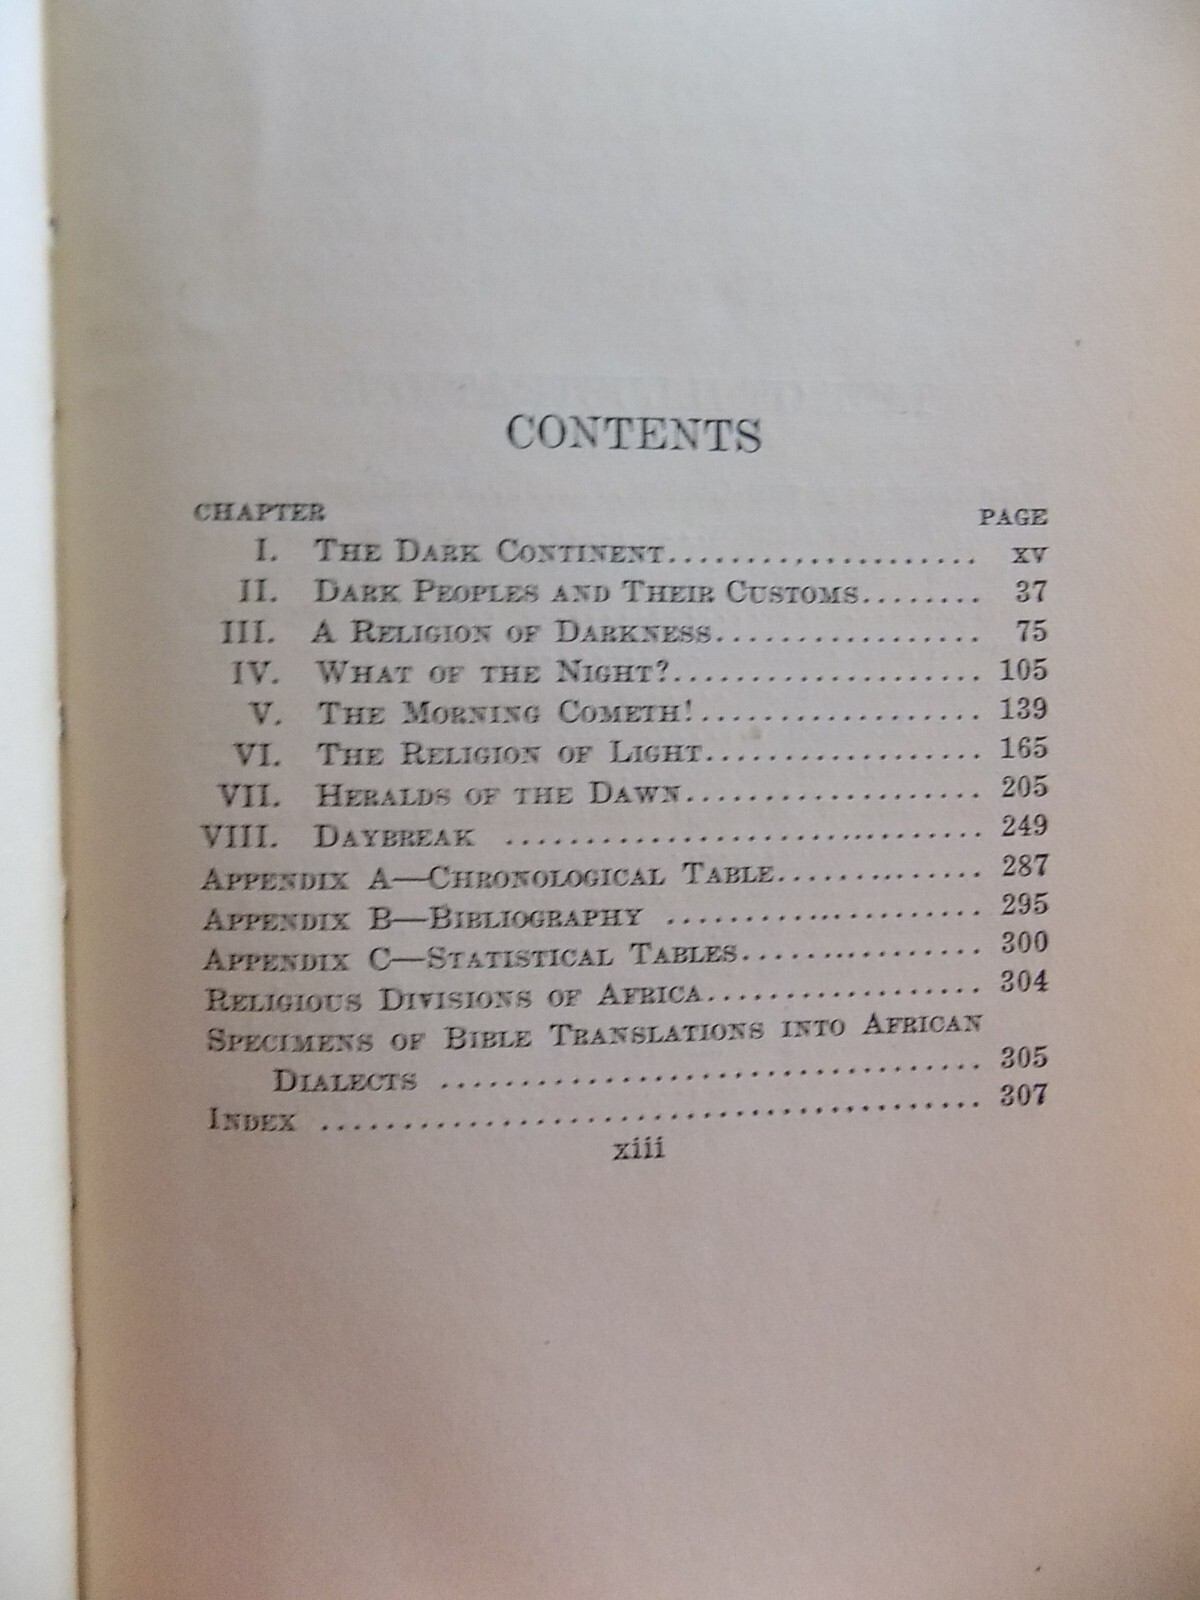 CONTENTS
CHAPTER PAGE
I. THE DARK CONTINENT.................... XV
II. DARK PEOPLES AND THEIR CUSTOMS........ 37
III. A RELIGION OF DARKNESS................. 75
IV. WHAT OF THE NIGHT?.................... 105
V. THE MORNING COMETH!.................. 139
VI. THE RELIGION OF LIGHT.................. 165
VII. HERALDS OF THE DAWN................... 205
VIII. DAYBREAK .............................. 249
APPENDIX A—CHRONOLOGICAL TABLE............. 287
APPENDIX B—BIBLIOGRAPHY .................... 295
APPENDIX C—STATISTICAL TABLES............... 300
RELIGIOUS DIVISIONS OF AFRICA.................. 304
SPECIMENS OF BIBLE TRANSLATIONS INTO AFRICAN
DIALECTS .................................. 305
INDEX ......................................... 307
xiii